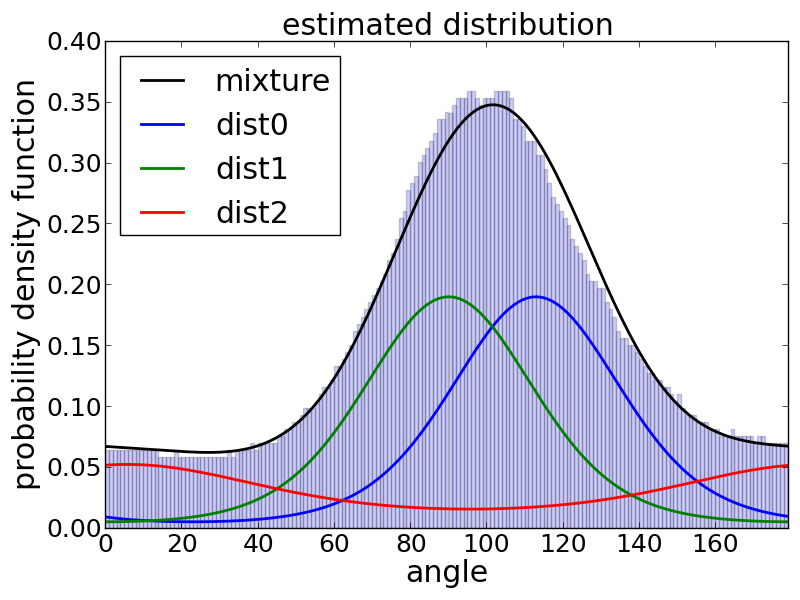 estimated distribution
0.40
0.35
0.30
0.25
0.20
0.15
0.10
0.05
0.00
probability density function
mixture
dist0
dist1
dist2
0 20 40 60 80 100 120 140 160
angle